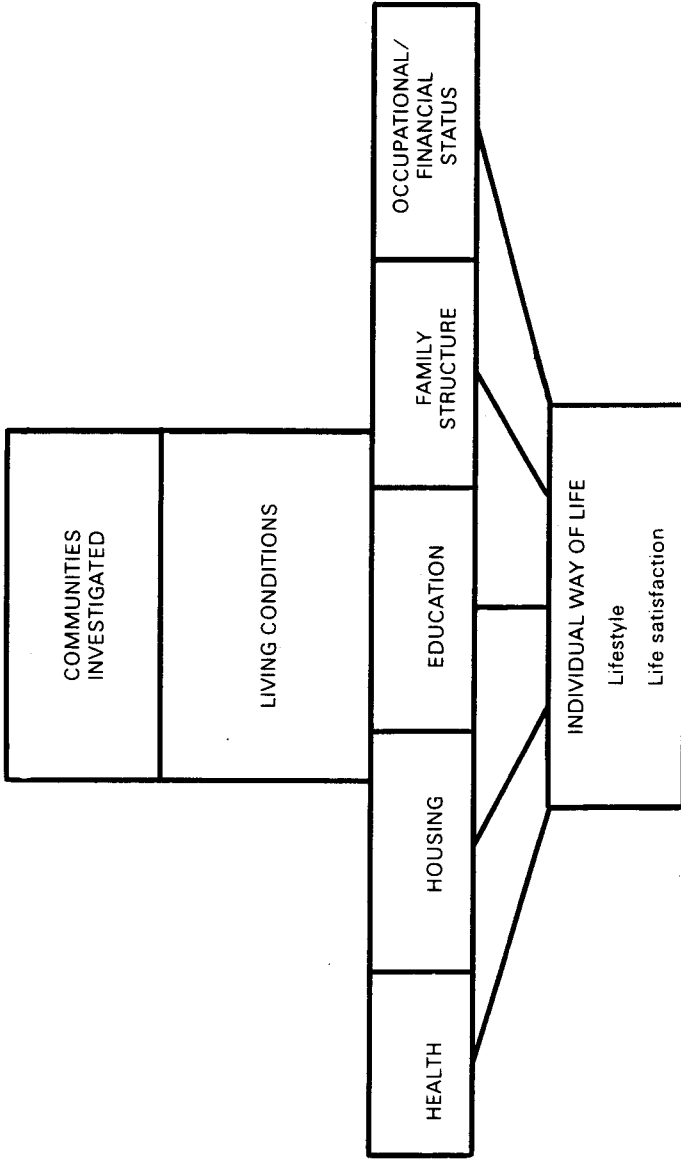 COMMUNITIES
INVESTIGATED
LIVING CONDITIONS
HEALTH
HOUSING
EDUCATION
FAMILY
STRUCTURE
OCCUPATIONAL/
FINANCIAL
STATUS
INDIVIDUAL WAY OF LIFE
Lifestyle
Life satisfaction